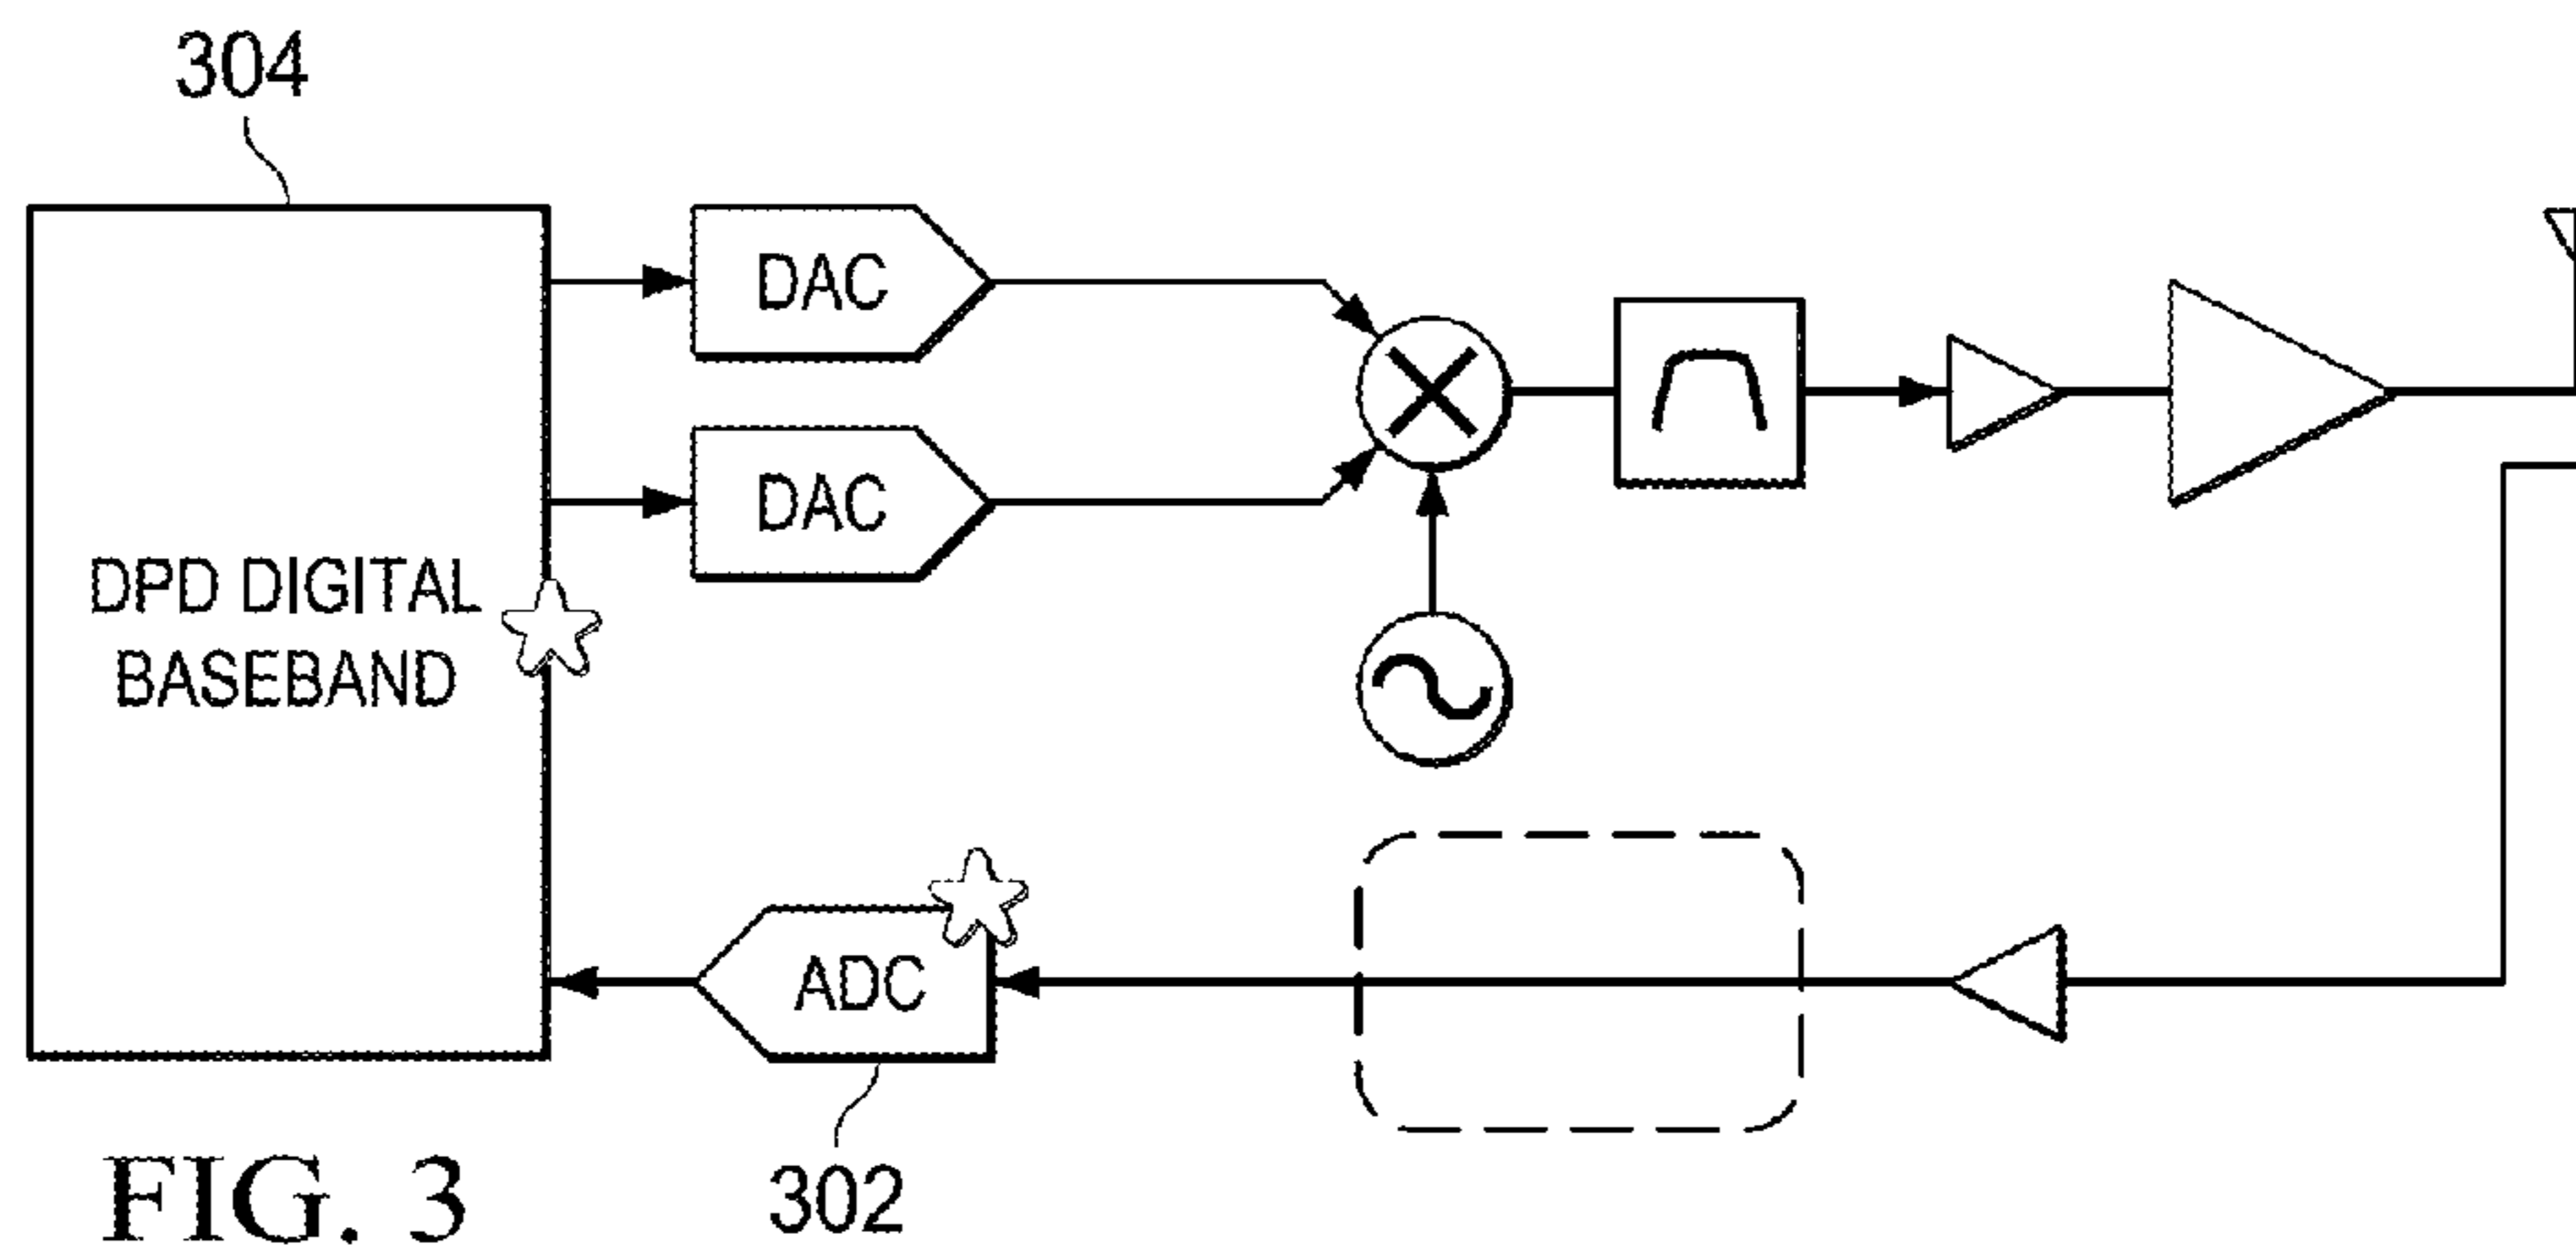 304
DAC
DAC
DPD DIGITAL
BASEBAND
ADC
302
FIG. 3